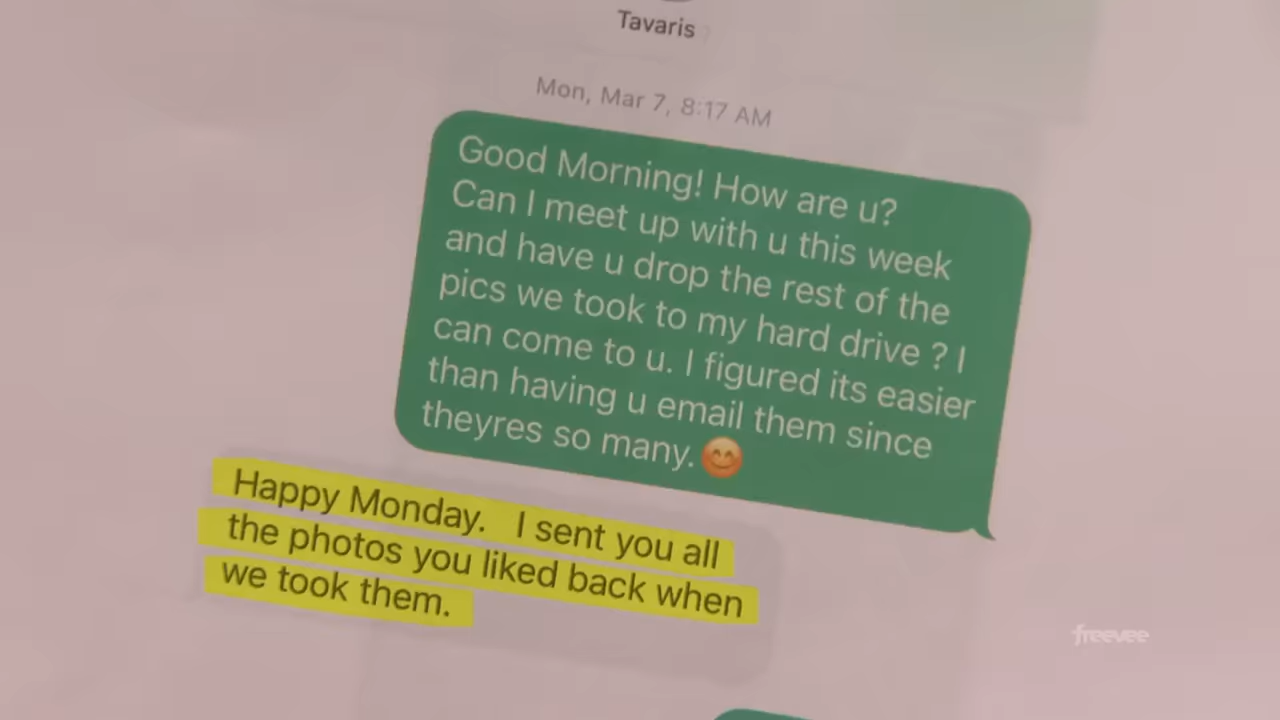 Tavaris
Mon, Mar 7, 8:17 AM
Good Morning! How are u?
Can I meet up with u this week
and have u drop the rest of the
pics we took to my hard drive ? I
can come to u. I figured its easier
than having u email them since
theyres so many.😊
Happy Monday.   I sent you all
the photos you liked back when
we took them.
freevee